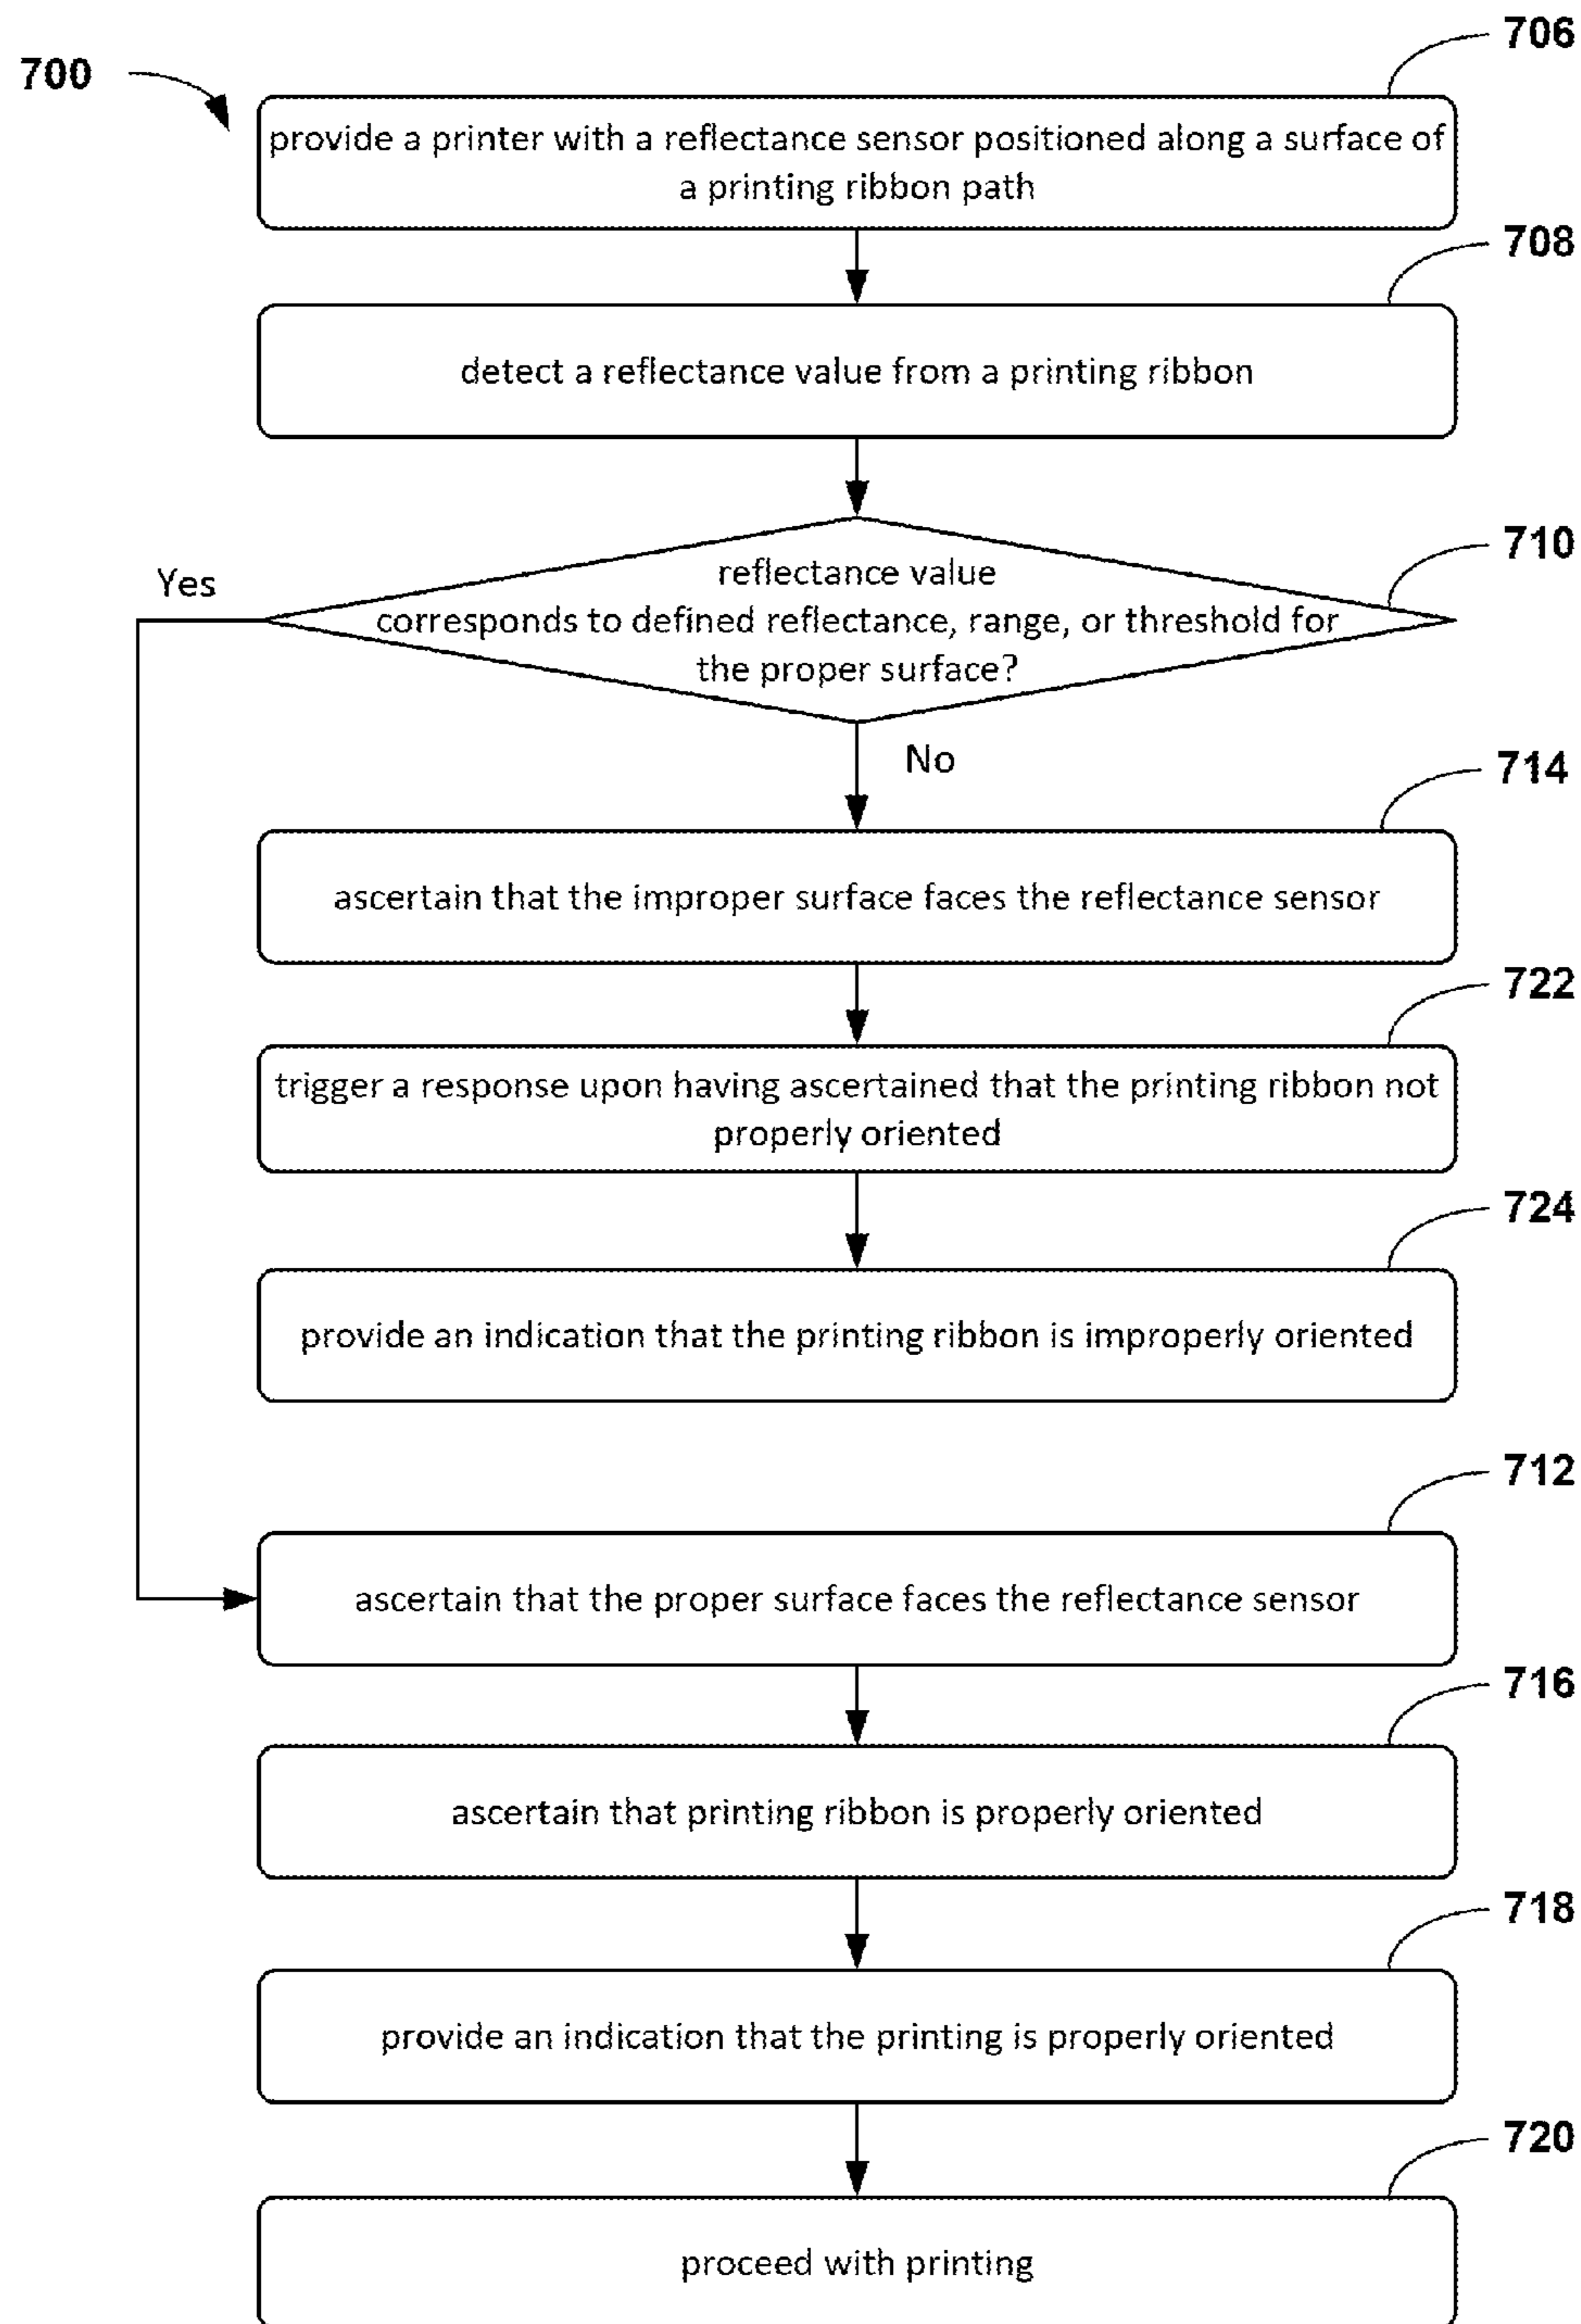 706
700
provide a printer with a reflectance sensor positioned along a surface of
a printing ribbon path
708
detect a reflectance value from a printing ribbon
710
Yes
reflectance value
corresponds to defined reflectance, range, or threshold for
the proper surface?
No
714
ascertain that the improper surface faces the reflectance sensor
722
trigger a response upon having ascertained that the printing ribbon not
properly oriented
724
provide an indication that the printing ribbon is improperly oriented
712
ascertain that the proper surface faces the reflectance sensor
716
ascertain that printing ribbon is properly oriented
718
provide an indication that the printing is properly oriented
720
proceed with printing